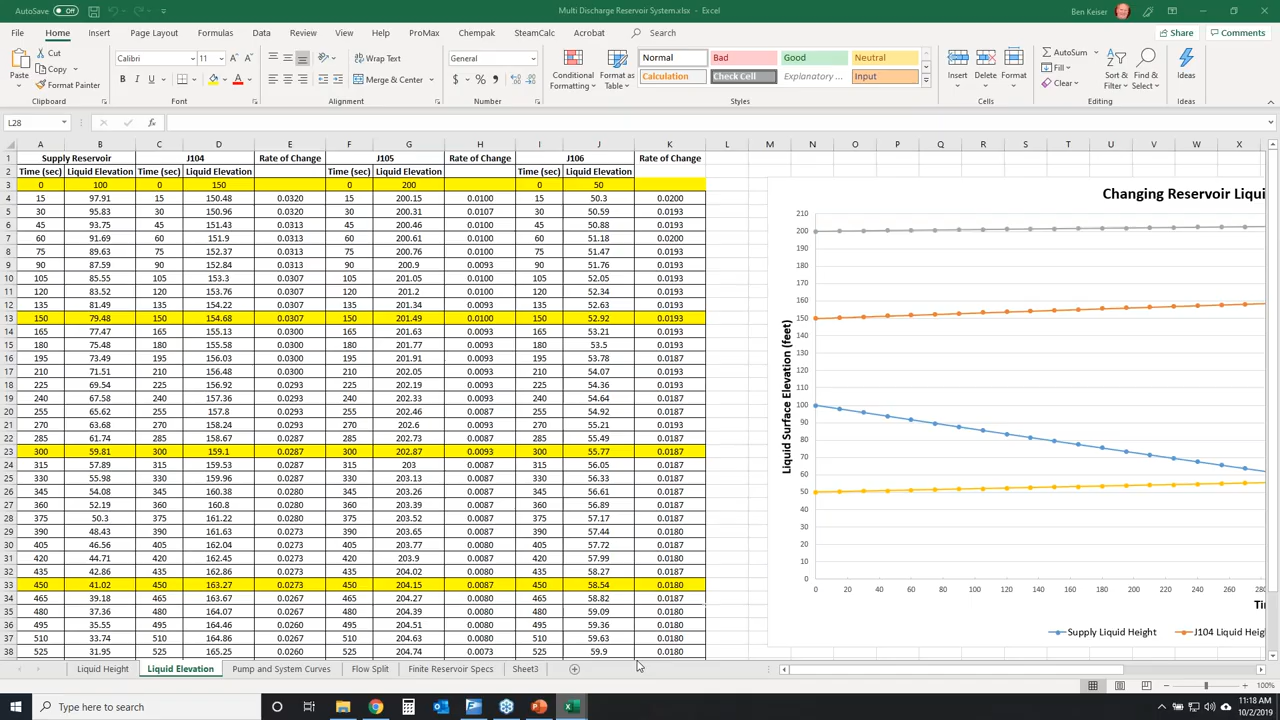 AutoSave Off Multi Discharge Reservoir System.xlsx - Excel Ben Keiser
File Home Insert Page Layout Formulas Data Review View Help ProMax Chempak SteamCalc Acrobat Search Share Comments
Paste Cut Copy Format Painter Clipboard
Calibri 11 A A B I U A Font
Wrap Text Merge & Center Alignment
General $ % Number
Conditional Formatting Format as Table
Normal Bad Good Neutral
Calculation Check Cell Explanatory ... Input
Styles
Insert Delete Format Cells
AutoSum Fill Clear Sort & Filter Find & Select Editing
Ideas Ideas
L28 fx
A B C D E F G H I J K L M N O P Q R S T U V W X
1 Supply Reservoir J104 Rate of Change J105 Rate of Change J106 Rate of Change
2 Time (sec) Liquid Elevation Time (sec) Liquid Elevation Time (sec) Liquid Elevation Time (sec) Liquid Elevation
3 0 100 0 150 0 200 0 50
4 15 97.91 15 150.48 0.0320 15 200.15 0.0100 15 50.3 0.0200
5 30 95.83 30 150.96 0.0320 30 200.31 0.0107 30 50.59 0.0193
6 45 93.75 45 151.43 0.0313 45 200.46 0.0100 45 50.88 0.0193
7 60 91.69 60 151.9 0.0313 60 200.61 0.0100 60 51.18 0.0200
8 75 89.63 75 152.37 0.0313 75 200.76 0.0100 75 51.47 0.0193
9 90 87.59 90 152.84 0.0313 90 200.9 0.0093 90 51.76 0.0193
10 105 85.55 105 153.3 0.0307 105 201.05 0.0100 105 52.05 0.0193
11 120 83.52 120 153.76 0.0307 120 201.2 0.0100 120 52.34 0.0193
12 135 81.49 135 154.22 0.0307 135 201.34 0.0093 135 52.63 0.0193
13 150 79.48 150 154.68 0.0307 150 201.49 0.0100 150 52.92 0.0193
14 165 77.47 165 155.13 0.0300 165 201.63 0.0093 165 53.21 0.0193
15 180 75.48 180 155.58 0.0300 180 201.77 0.0093 180 53.5 0.0193
16 195 73.49 195 156.03 0.0300 195 201.91 0.0093 195 53.78 0.0187
17 210 71.51 210 156.48 0.0300 210 202.05 0.0093 210 54.07 0.0193
18 225 69.54 225 156.92 0.0293 225 202.19 0.0093 225 54.36 0.0193
19 240 67.58 240 157.36 0.0293 240 202.33 0.0093 240 54.64 0.0187
20 255 65.62 255 157.8 0.0293 255 202.46 0.0087 255 54.92 0.0187
21 270 63.68 270 158.24 0.0293 270 202.6 0.0093 270 55.21 0.0193
22 285 61.74 285 158.67 0.0287 285 202.73 0.0087 285 55.49 0.0187
23 300 59.81 300 159.1 0.0287 300 202.87 0.0093 300 55.77 0.0187
24 315 57.89 315 159.53 0.0287 315 203 0.0087 315 56.05 0.0187
25 330 55.98 330 159.96 0.0287 330 203.13 0.0087 330 56.33 0.0187
26 345 54.08 345 160.38 0.0280 345 203.26 0.0087 345 56.61 0.0187
27 360 52.19 360 160.8 0.0280 360 203.39 0.0087 360 56.89 0.0187
28 375 50.3 375 161.22 0.0280 375 203.52 0.0087 375 57.17 0.0187
29 390 48.43 390 161.63 0.0273 390 203.65 0.0087 390 57.44 0.0180
30 405 46.56 405 162.04 0.0273 405 203.77 0.0080 405 57.72 0.0187
31 420 44.71 420 162.45 0.0273 420 203.9 0.0087 420 57.99 0.0180
32 435 42.86 435 162.86 0.0273 435 204.02 0.0080 435 58.27 0.0187
33 450 41.02 450 163.27 0.0273 450 204.15 0.0087 450 58.54 0.0180
34 465 39.18 465 163.67 0.0267 465 204.27 0.0080 465 58.82 0.0187
35 480 37.36 480 164.07 0.0267 480 204.39 0.0080 480 59.09 0.0180
36 495 35.55 495 164.46 0.0260 495 204.51 0.0080 495 59.36 0.0180
37 510 33.74 510 164.86 0.0267 510 204.63 0.0080 510 59.63 0.0180
38 525 31.95 525 165.25 0.0260 525 204.74 0.0073 525 59.9 0.0180
Changing Reservoir Liqui
Liquid Surface Elevation (feet)
210
200
190
180
170
160
150
140
130
120
110
100
90
80
70
60
50
40
30
20
10
0
0 20 40 60 80 100 120 140 160 180 200 220 240 260 280
Ti
Supply Liquid Height J104 Liquid Heig
Liquid Height Liquid Elevation Pump and System Curves Flow Split Finite Reservoir Specs Sheet3
100%
Type here to search
11:18 AM
10/2/2019